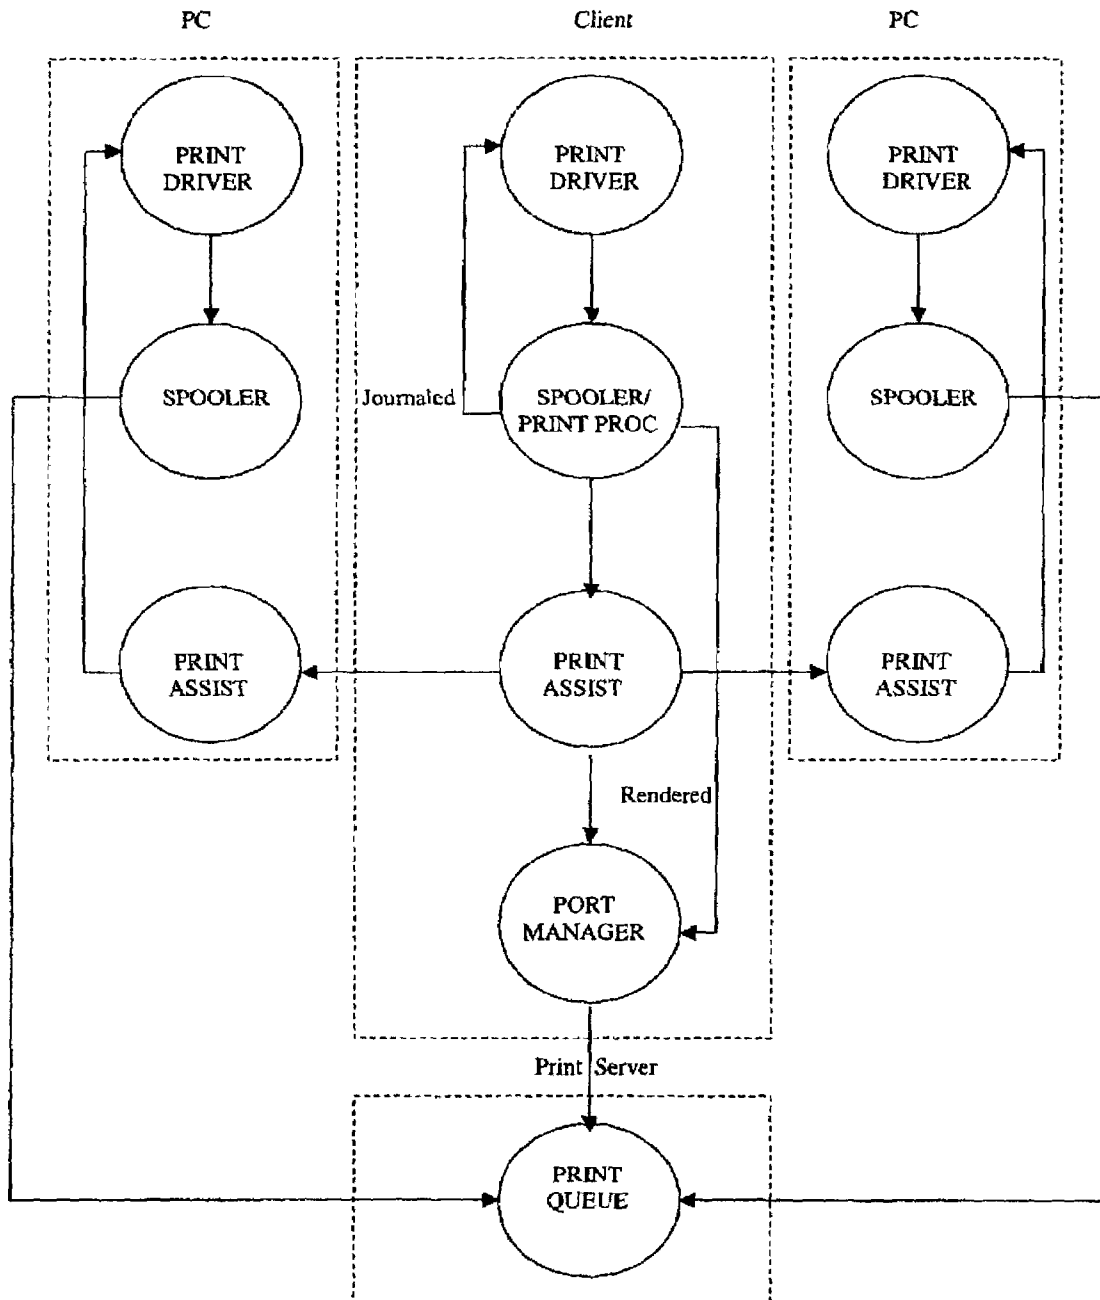 PC
Client
PC
PRINT
DRIVER
PRINT
DRIVER
PRINT
DRIVER
SPOOLER
Journaled
SPOOLER/
PRINT PROC
SPOOLER
PRINT
ASSIST
PRINT
ASSIST
PRINT
ASSIST
Rendered
PORT
MANAGER
Print Server
PRINT
QUEUE